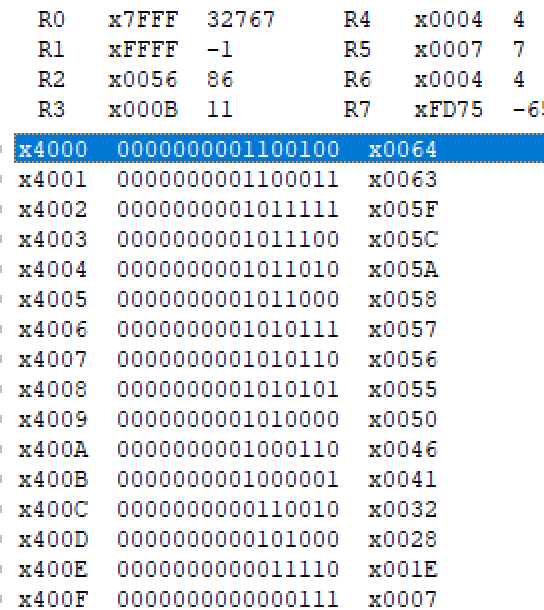 R0 x7FFF 32767 R4 x0004 4
R1 xFFFF -1 R5 x0007 7
R2 x0056 86 R6 x0004 4
R3 x000B 11 R7 xFD75
x4000 0000000001100100 x0064
x4001 0000000001100011 x0063
x4002 0000000001011111 x005F
x4003 0000000001011100 x005C
x4004 0000000001011010 x005A
x4005 0000000001011000 x0058
x4006 0000000001010111 x0057
x4007 0000000001010110 x0056
x4008 0000000001010101 x0055
x4009 0000000001010000 x0050
x400A 0000000001000110 x0046
x400B 0000000001000001 x0041
x400C 0000000000110010 x0032
x400D 0000000000101000 x0028
x400E 0000000000011110 x001E
x400F 0000000000000111 x0007